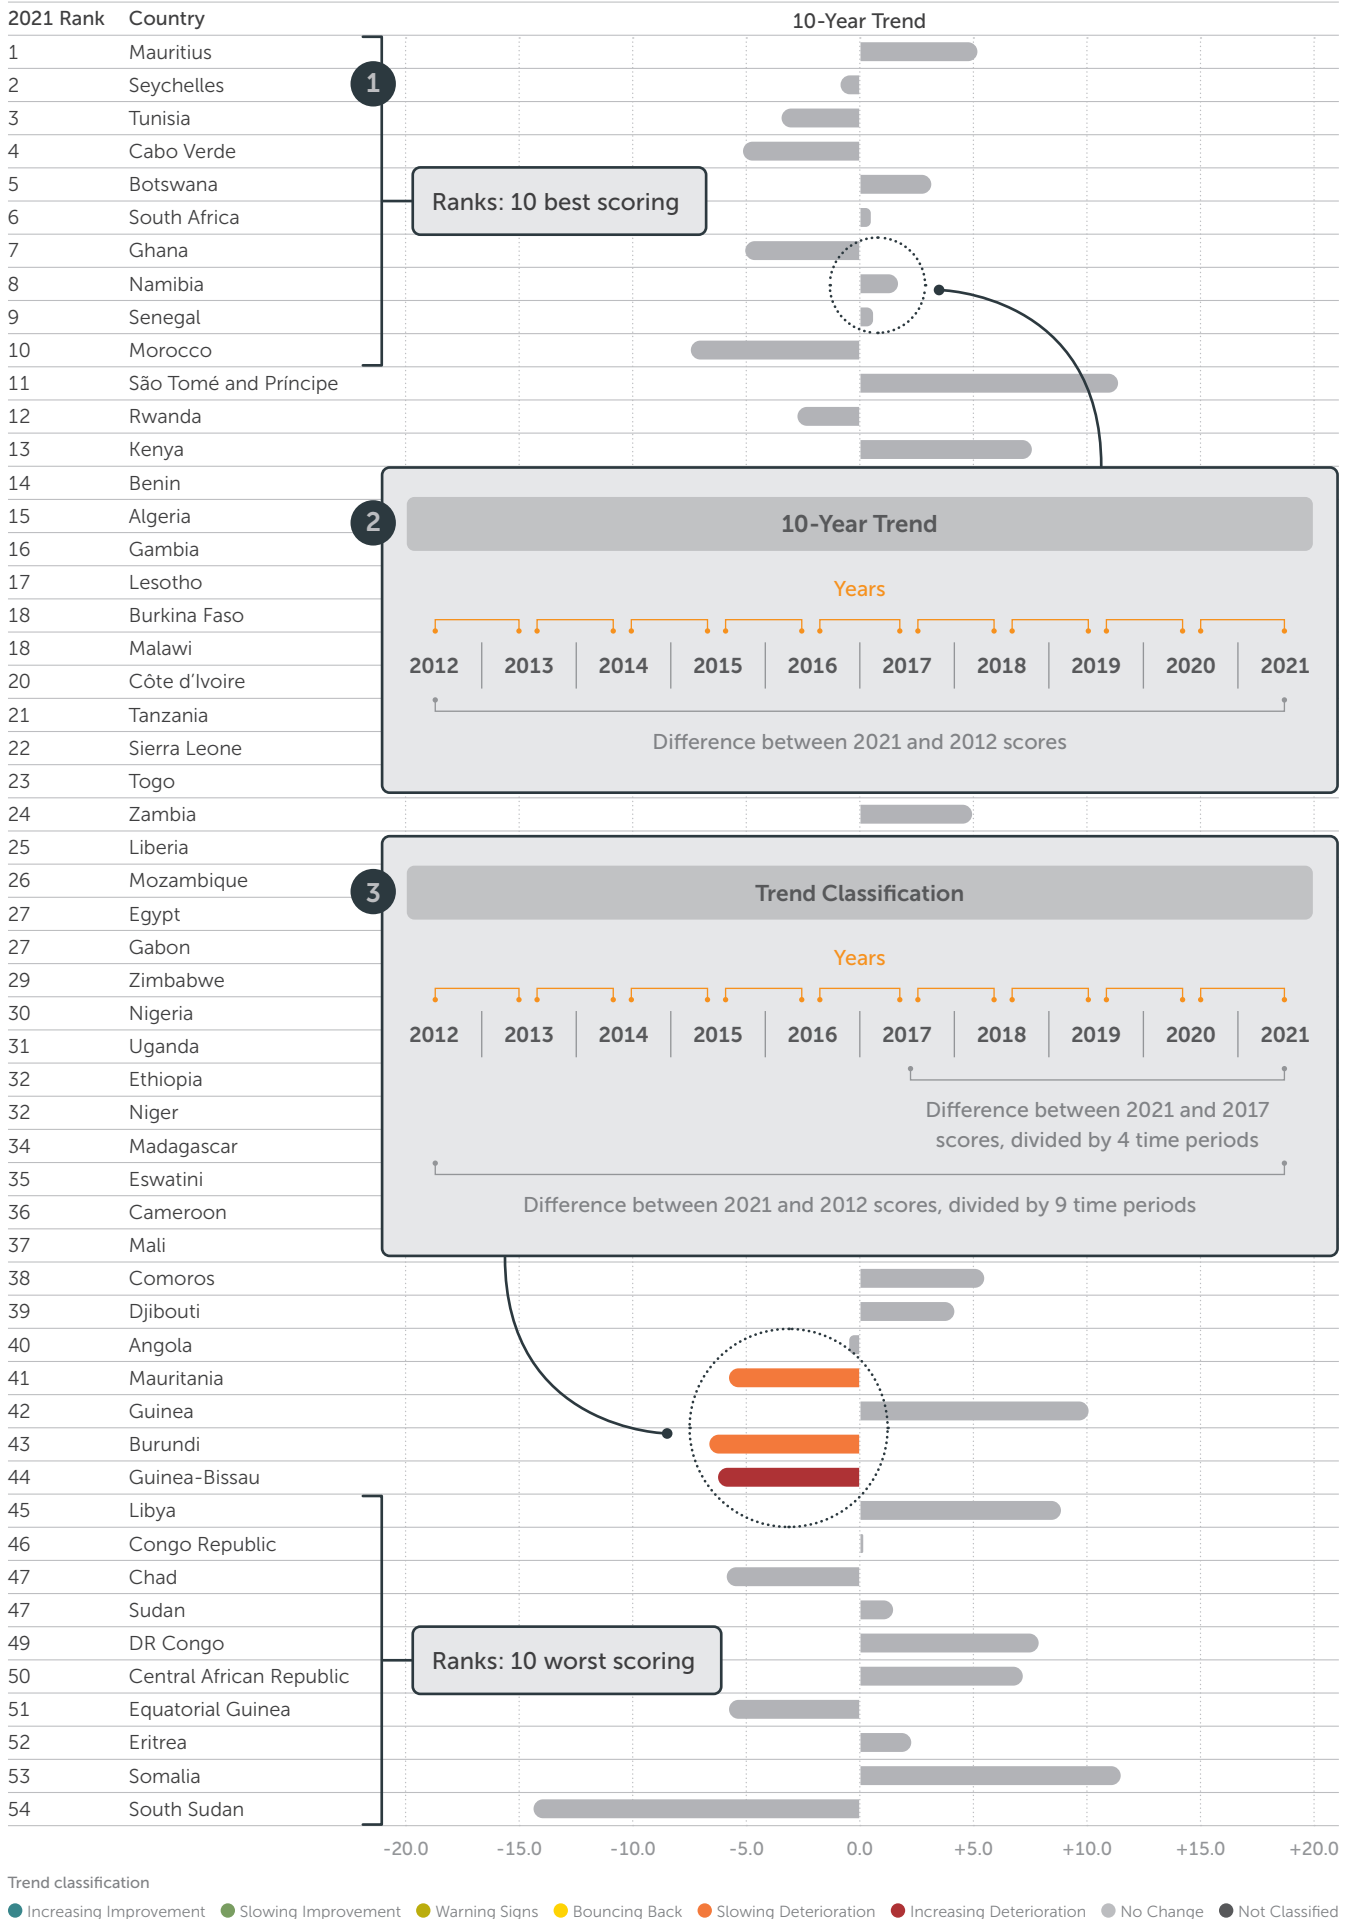 2021 Rank Country 10-Year Trend
1 Mauritius
1
2 Seychelles
3 Tunisia
4 Cabo Verde
5 Botswana
Ranks: 10 best scoring
6 South Africa
7 Ghana
8 Namibia
9 Senegal
10 Morocco
11 São Tomé and Príncipe
12 Rwanda
13 Kenya
14 Benin
15 Algeria
2
10-Year Trend
16 Gambia
17 Lesotho
Years
18 Burkina Faso
18 Malawi
2012 2013 2014 2015 2016 2017 2018 2019 2020 2021
20 Côte d'Ivoire
21 Tanzania
Difference between 2021 and 2012 scores
22 Sierra Leone
23 Togo
24 Zambia
25 Liberia
26 Mozambique
3
Trend Classification
27 Egypt
27 Gabon
Years
29 Zimbabwe
30 Nigeria
2012 2013 2014 2015 2016 2017 2018 2019 2020 2021
31 Uganda
32 Ethiopia
32 Niger
Difference between 2021 and 2017
scores, divided by 4 time periods
34 Madagascar
35 Eswatini
Difference between 2021 and 2012 scores, divided by 9 time periods
36 Cameroon
37 Mali
38 Comoros
39 Djibouti
40 Angola
41 Mauritania
42 Guinea
43 Burundi
44 Guinea-Bissau
45 Libya
46 Congo Republic
47 Chad
47 Sudan
49 DR Congo
Ranks: 10 worst scoring
50 Central African Republic
51 Equatorial Guinea
52 Eritrea
53 Somalia
54 South Sudan
-20.0 -15.0 -10.0 -5.0 0.0 +5.0 +10.0 +15.0 +20.0
Trend classification
Increasing Improvement Slowing Improvement Warning Signs Bouncing Back Slowing Deterioration Increasing Deterioration No Change Not Classified